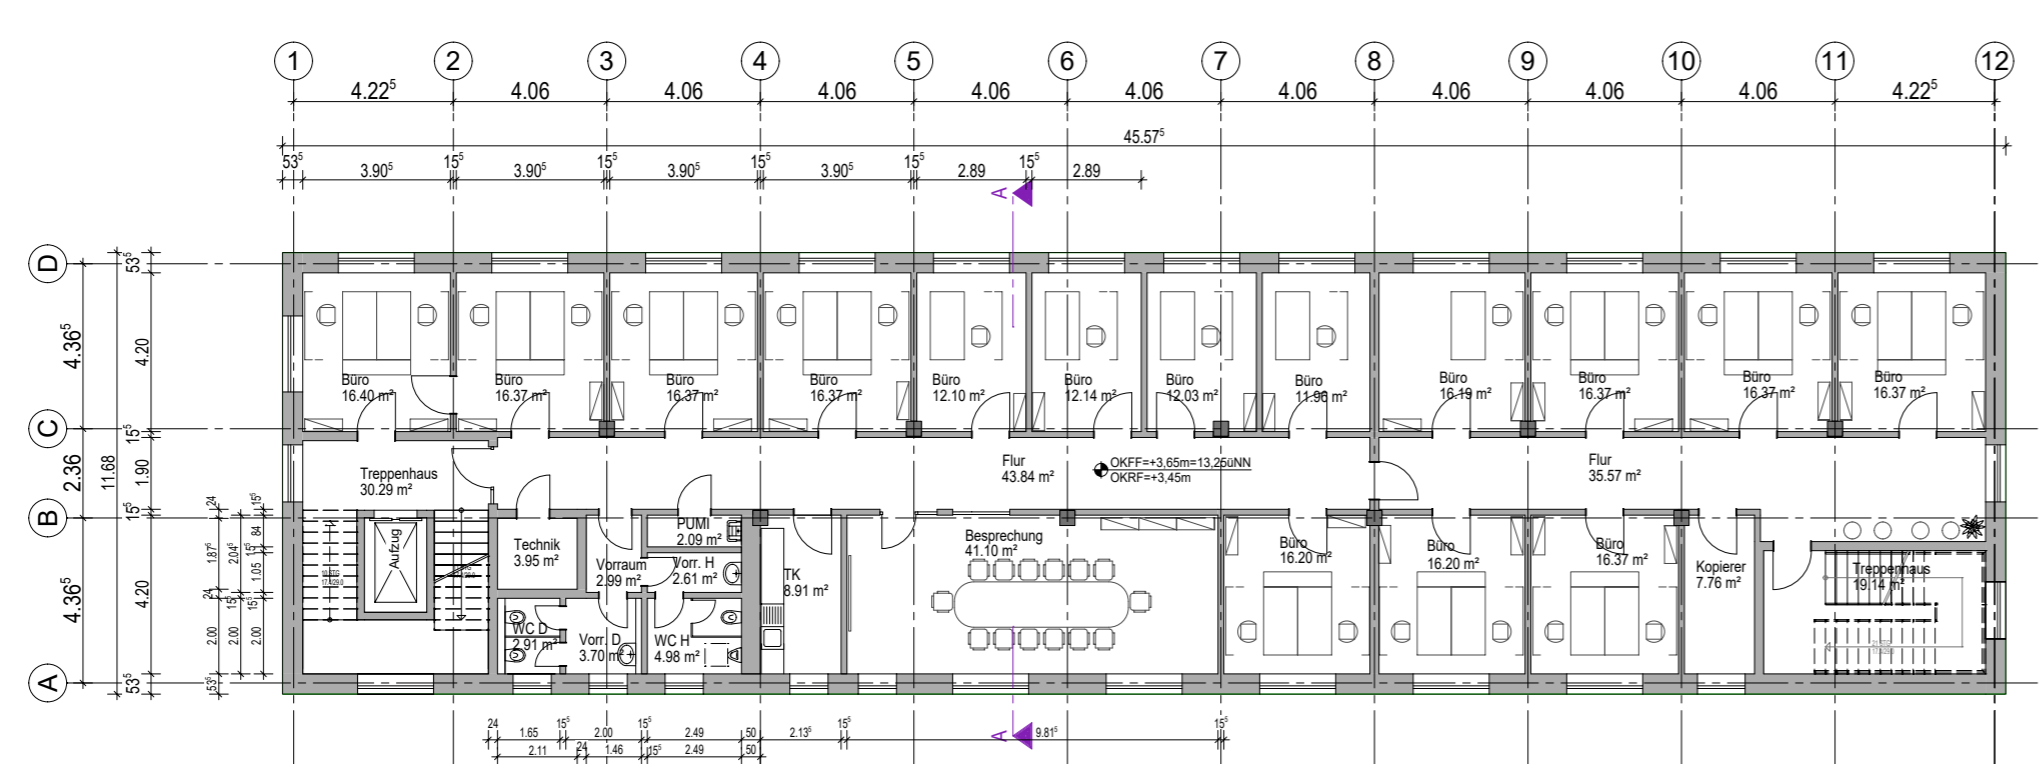 1 2 3 4 5 6 7 8 9 10 11 12
4.22⁵ 4.06 4.06 4.06 4.06 4.06 4.06 4.06 4.06 4.06 4.22⁵
45.57⁵
53⁵ 15⁵ 15⁵ 15⁵ 15⁵ 15⁵
3.90⁵ 3.90⁵ 3.90⁵ 3.90⁵ 2.89 2.89
A
D
C
B
A
4.36⁵
2.36
4.36⁵
11.68
53⁵
4.20
15⁵
1.90
15⁵
4.20
53⁵
24
1.87⁵
24
2.00
53⁵
2.04⁵
15⁵
2.00
15⁵
84
15⁵
1.05
15⁵
2.00
Büro
16.40 m²
Büro
16.37 m²
Büro
16.37 m²
Büro
16.37 m²
Büro
12.10 m²
Büro
12.14 m²
Büro
12.03 m²
Büro
11.96 m²
Büro
16.19 m²
Büro
16.37 m²
Büro
16.37 m²
Büro
16.37 m²
Treppenhaus
30.29 m²
Flur
43.84 m²
OKFF=+3,65m=13,25üNN
OKRF=+3,45m
Flur
35.57 m²
Aufzug
Technik
3.95 m²
Vorraum
2.99 m²
PUMI
2.09 m²
Vorr. H
2.61 m²
WC D
2.91 m²
Vorr. D
3.70 m²
WC H
4.98 m²
TK
8.91 m²
Besprechung
41.10 m²
Büro
16.20 m²
Büro
16.20 m²
Büro
16.37 m²
Kopierer
7.76 m²
Treppenhaus
19.14 m²
24 15⁵ 15⁵ 15⁵ 15⁵
1.65 2.00 2.49 50 2.13⁵ 9.81⁵
A
2.11 24 1.46 15⁵ 2.49 50